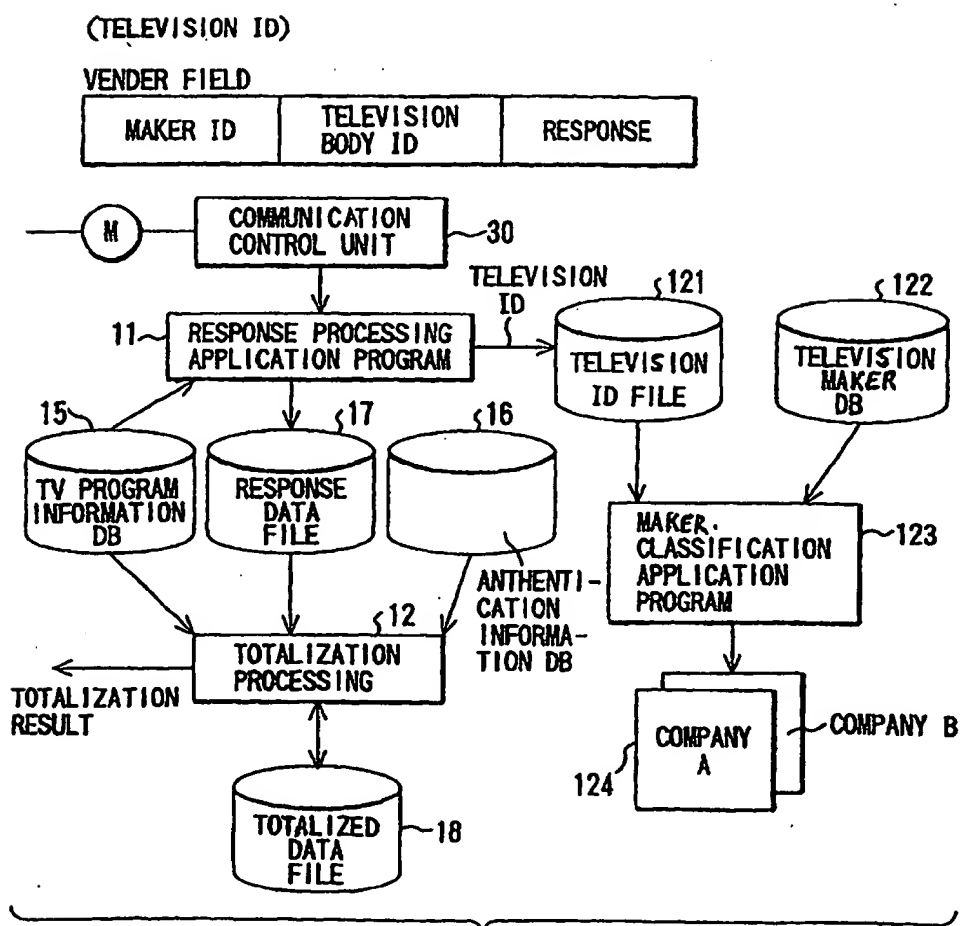 (TELEVISION ID)
VENDER FIELD
MAKER ID
TELEVISION
BODY ID
RESPONSE
M
COMMUNICATION
CONTROL UNIT
30
TELEVISION
ID
121
122
11
RESPONSE PROCESSING
APPLICATION PROGRAM
TELEVISION
ID FILE
TELEVISION
MAKER
DB
15
17
16
TV PROGRAM
INFORMATION
DB
RESPONSE
DATA
FILE
MAKER.
CLASSIFICATION
APPLICATION
PROGRAM
123
ANTHENTI-
CATION
INFORMA-
TION DB
12
TOTALIZATION
PROCESSING
TOTALIZATION
RESULT
COMPANY
A
COMPANY B
124
TOTALIZED
DATA
FILE
18